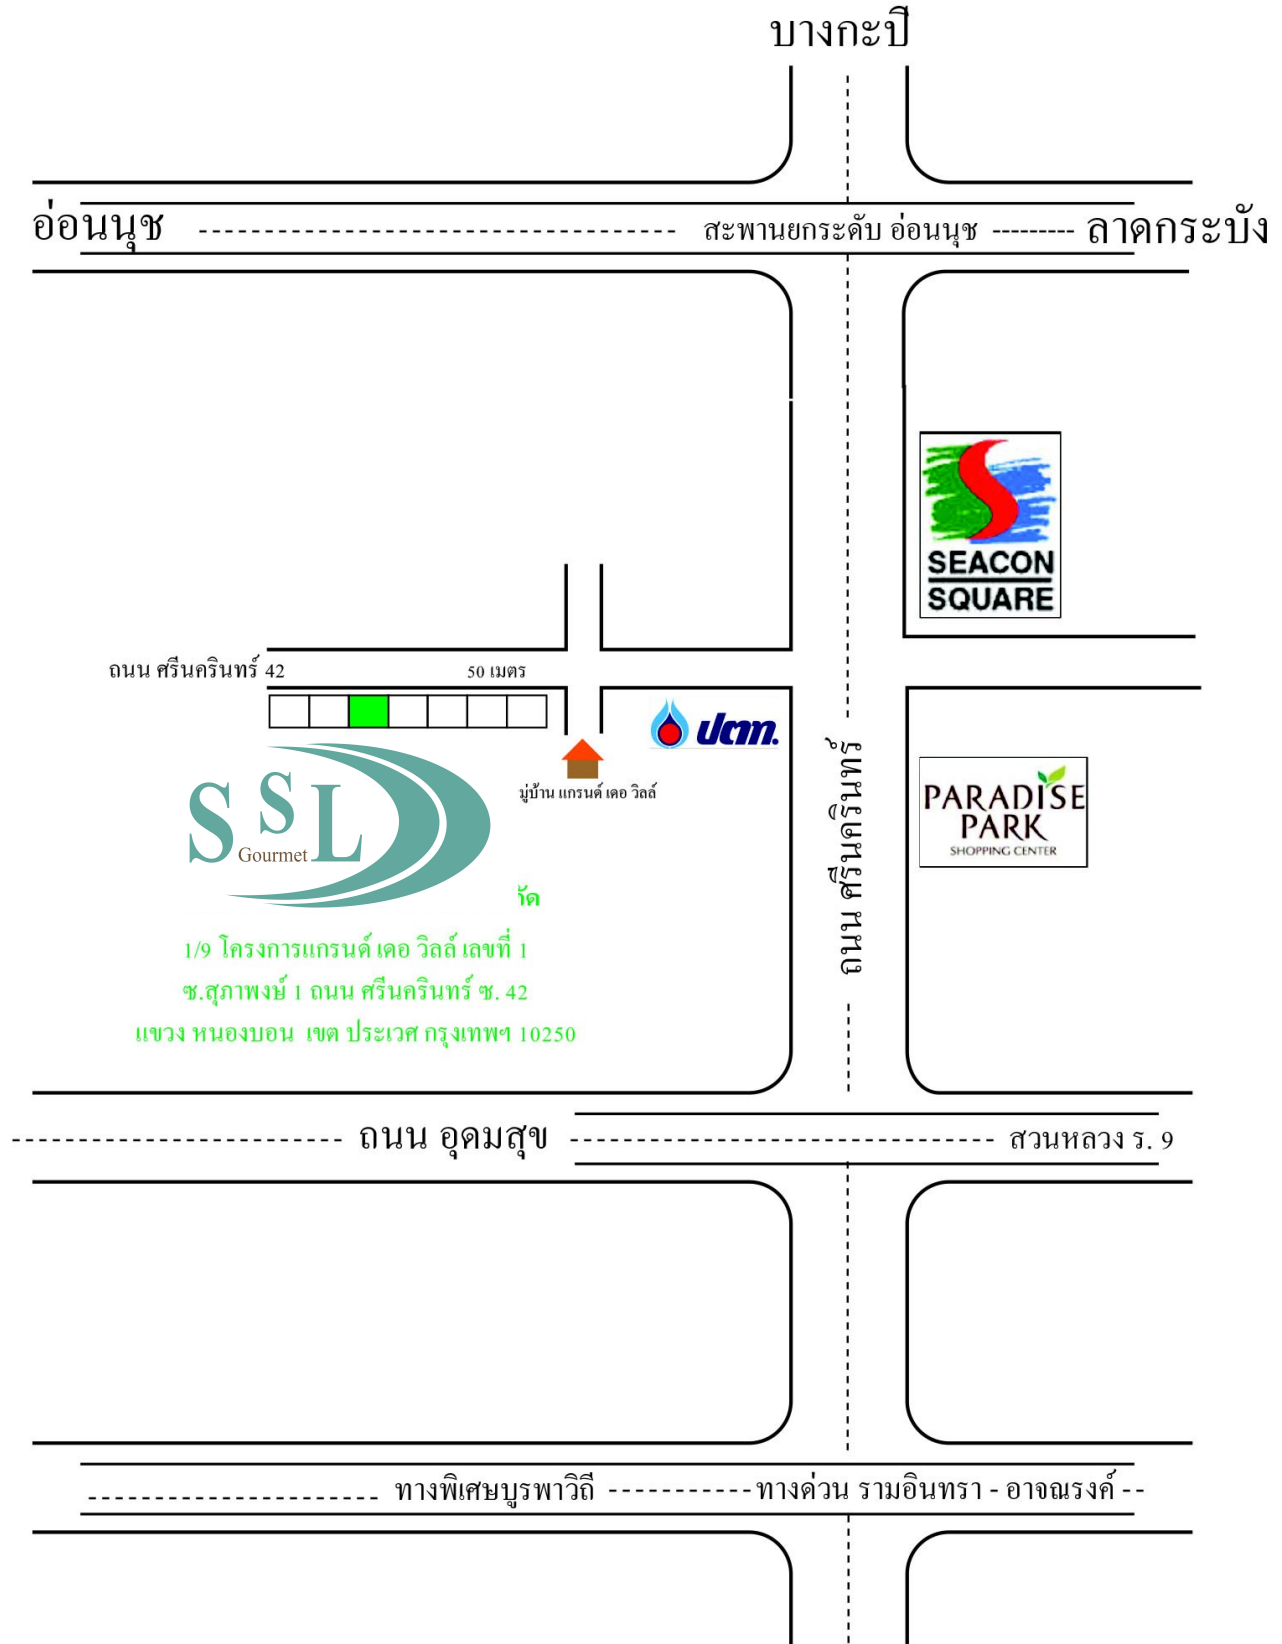 บางกะปี
อ่อนนุช
สะพานยกระดับ อ่อนนุช
ลาดกระบัง
SEACON
SQUARE
ถนน ศรีนครินทร์ 42
50 เมตร
ปตท.
มู่บ้าน แกรนด์ เดอ วิลล์
ถนน ศรีนครินทร์
PARADISE
PARK
SHOPPING CENTER
SSL
Gourmet
กัด
1/9 โครงการแกรนด์ เดอ วิลล์ เลขที่ 1
ซ.สุภาพงษ์ 1 ถนน ศรีนครินทร์ ซ. 42
แขวง หนองบอน เขต ประเวศ กรุงเทพฯ 10250
ถนน อุดมสุข
สวนหลวง ร. 9
ทางพิเศษบูรพาวิถี
ทางด่วน รามอินทรา - อาจณรงค์